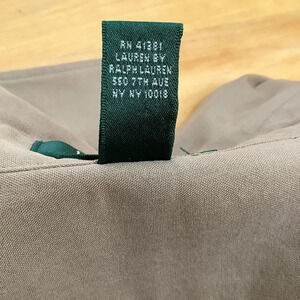 RN 41381
LAUREN BY
RALPH LAUREN
550 7TH AVE
NY NY 10018